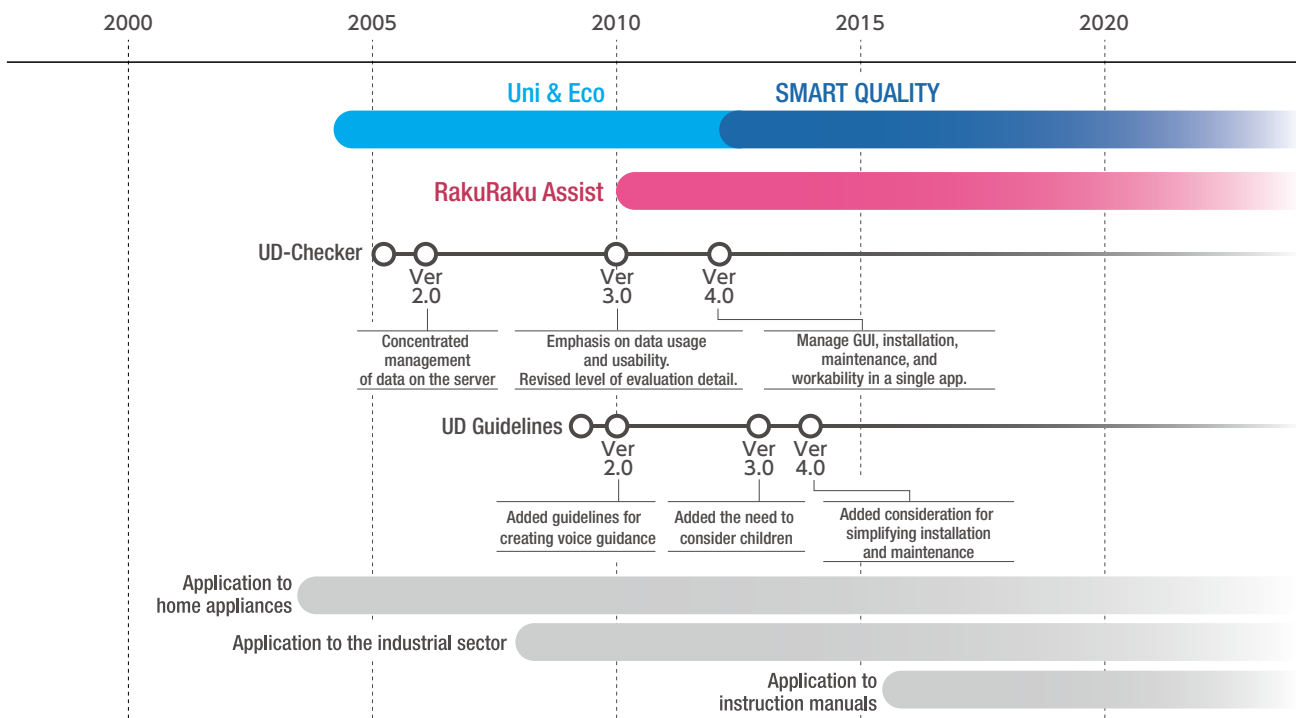 2000
2005
2010
2015
2020
Uni & Eco
SMART QUALITY
RakuRaku Assist
UD-Checker
Ver
2.0
Ver
3.0
Ver
4.0
Concentrated
management
of data on the server
Emphasis on data usage
and usability.
Revised level of evaluation detail.
Manage GUI, installation,
maintenance, and
workability in a single app.
UD Guidelines
Ver
2.0
Ver
3.0
Ver
4.0
Added guidelines for
creating voice guidance
Added the need to
consider children
Added consideration for
simplifying installation
and maintenance
Application to
home appliances
Application to the industrial sector
Application to
instruction manuals